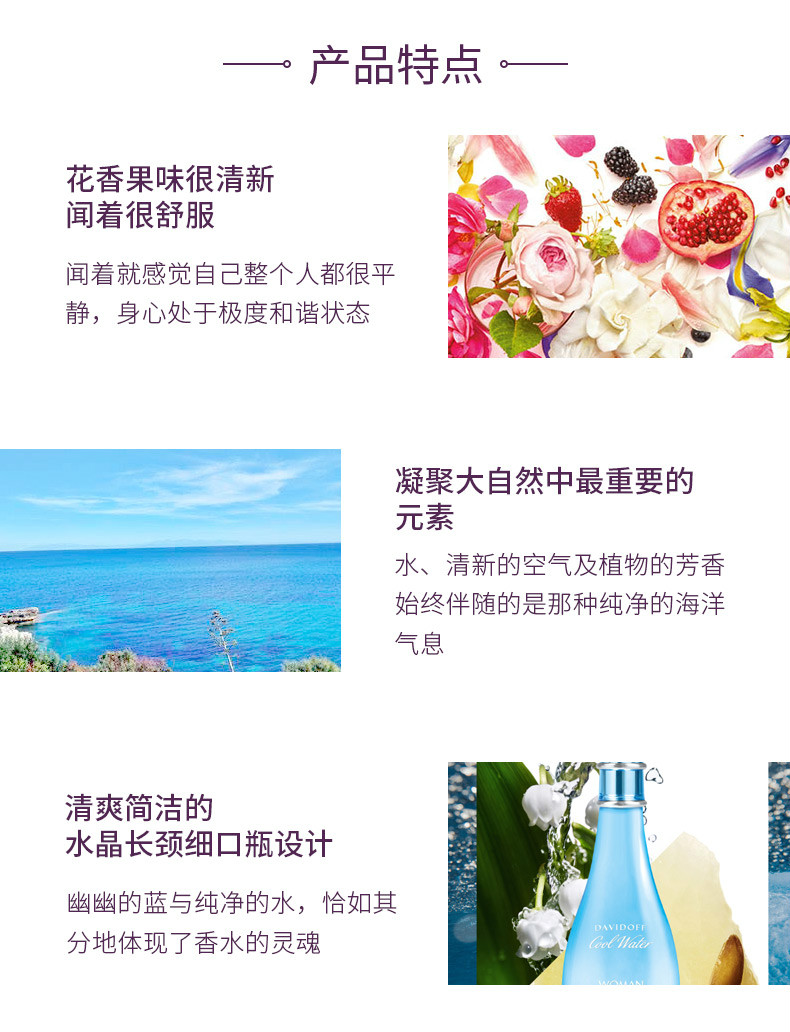 产品特点
花香果味很清新
闻着很舒服
闻着就感觉自己整个人都很平
静，身心处于极度和谐状态
凝聚大自然中最重要的
元素
水、清新的空气及植物的芳香
始终伴随的是那种纯净的海洋
气息
清爽简洁的
水晶长颈细口瓶设计
幽幽的蓝与纯净的水，恰如其
分地体现了香水的灵魂
DAVIDOFF
Cool Water
WOMAN